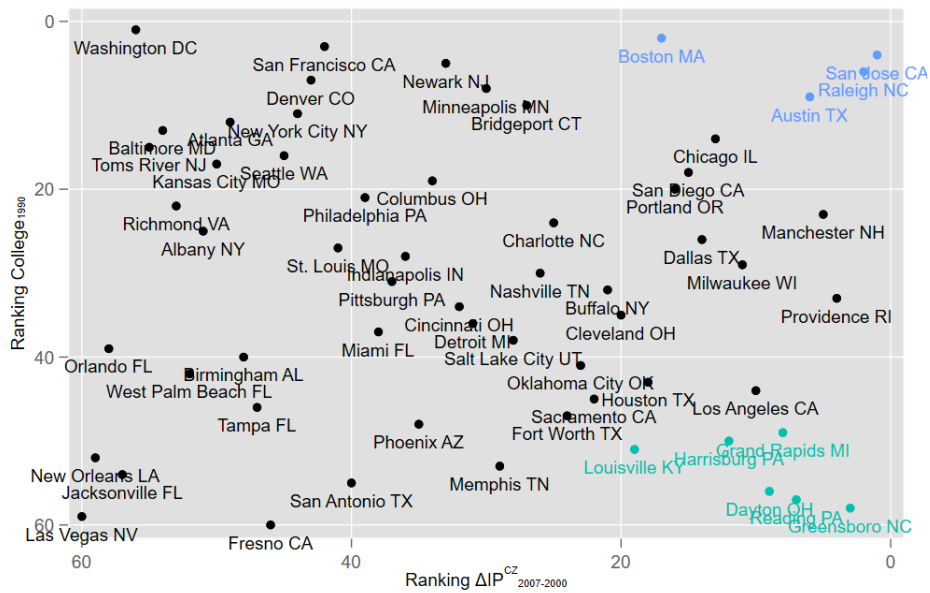 0
Washington DC
Boston MA
San Francisco CA
San Jose CA
Newark NJ
Raleigh NC
Denver CO
Minneapolis MN
Austin TX
Bridgeport CT
New York City NY
Atlanta GA
Baltimore MD
Chicago IL
Toms River NJ
Seattle WA
Kansas City MO
20
San Diego CA
Columbus OH
Portland OR
Philadelphia PA
Richmond VA
Manchester NH
Charlotte NC
Albany NY
Dallas TX
St. Louis MO
Indianapolis IN
Milwaukee WI
Nashville TN
Pittsburgh PA
Buffalo NY
Providence RI
Cincinnati OH
Cleveland OH
Detroit MI
Miami FL
Salt Lake City UT
40
Orlando FL
Birmingham AL
Oklahoma City OK
West Palm Beach FL
Houston TX
Los Angeles CA
Sacramento CA
Tampa FL
Fort Worth TX
Phoenix AZ
Grand Rapids MI
Harrisburg PA
Louisville KY
New Orleans LA
Memphis TN
Jacksonville FL
San Antonio TX
Dayton OH
Reading PA
60
Greensboro NC
Las Vegas NV
Fresno CA
60 40 20 0
Ranking ΔIP^CZ_2007-2000
Ranking College1990